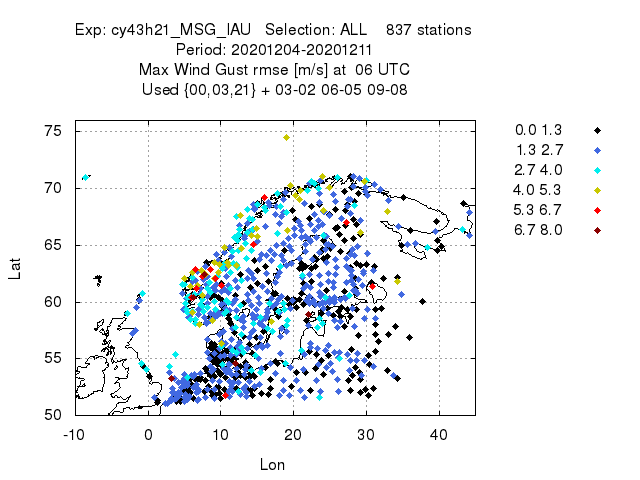 Exp: cy43h21_MSG_IAU   Selection: ALL    837 stations
Period: 20201204-20201211
Max Wind Gust rmse [m/s] at  06 UTC
Used {00,03,21} + 03-02 06-05 09-08
0.0 1.3
1.3 2.7
2.7 4.0
4.0 5.3
5.3 6.7
6.7 8.0
Lat
75
70
65
60
55
50
-10 0 10 20 30 40
Lon